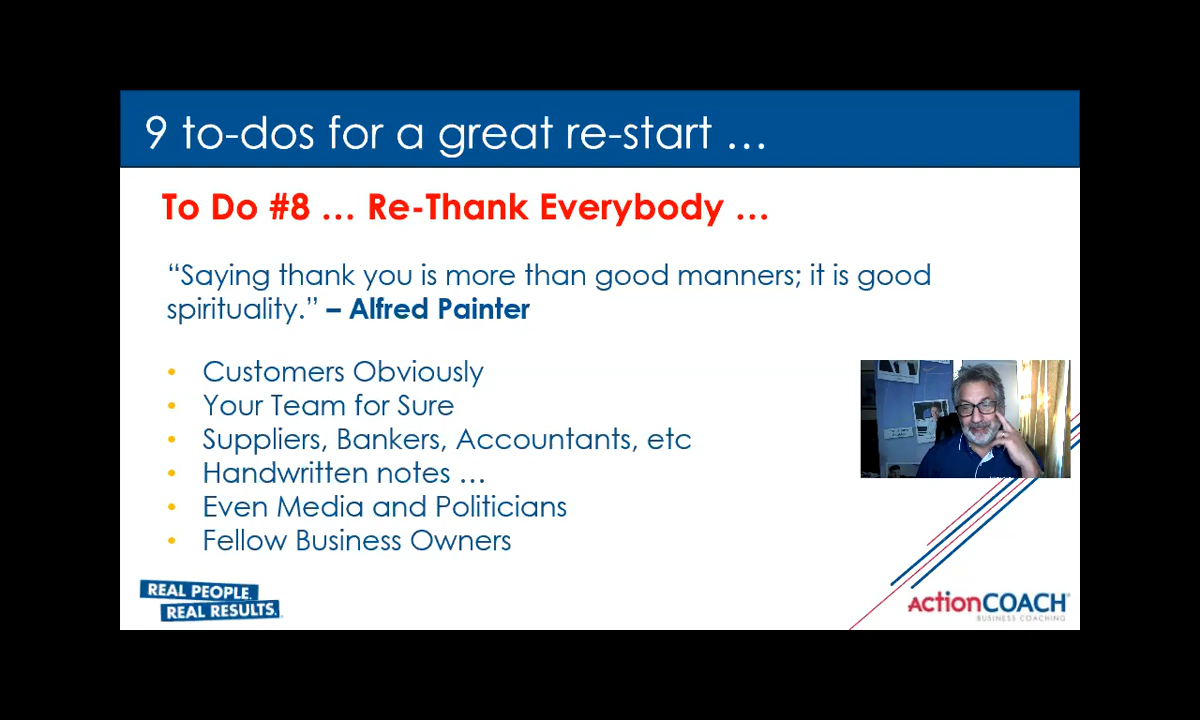 9 to-dos for a great re-start …
To Do #8 … Re-Thank Everybody …
“Saying thank you is more than good manners; it is good
spirituality.” – Alfred Painter
• Customers Obviously
• Your Team for Sure
• Suppliers, Bankers, Accountants, etc
• Handwritten notes …
• Even Media and Politicians
• Fellow Business Owners
REAL PEOPLE.
REAL RESULTS.
ActionCOACH
BUSINESS COACHING